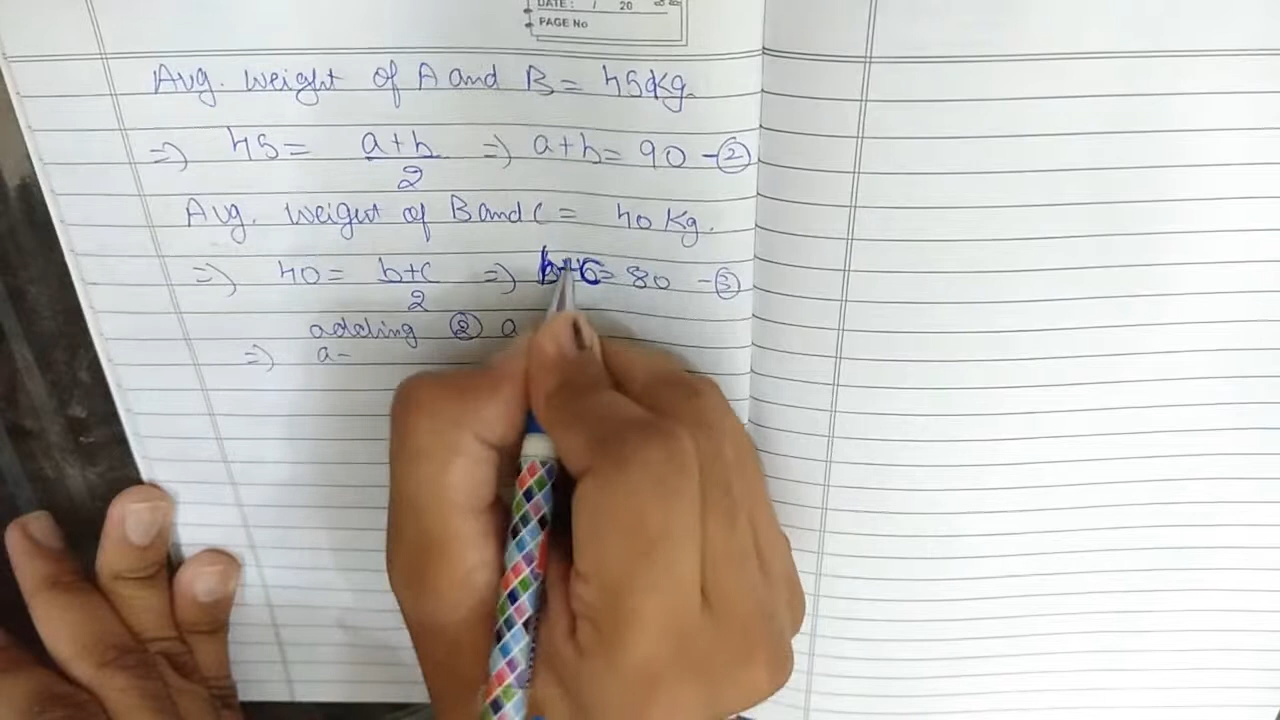 DATE: / 20
PAGE No
Avg. weight of A and B = 45Kg.
=) 45 = a+b/2 =) a+b = 90 -②
Avg. weight of B and C = 40 Kg.
=) 40 = b+c/2 =) b+c = 80 -③
adding ② a
=) a-